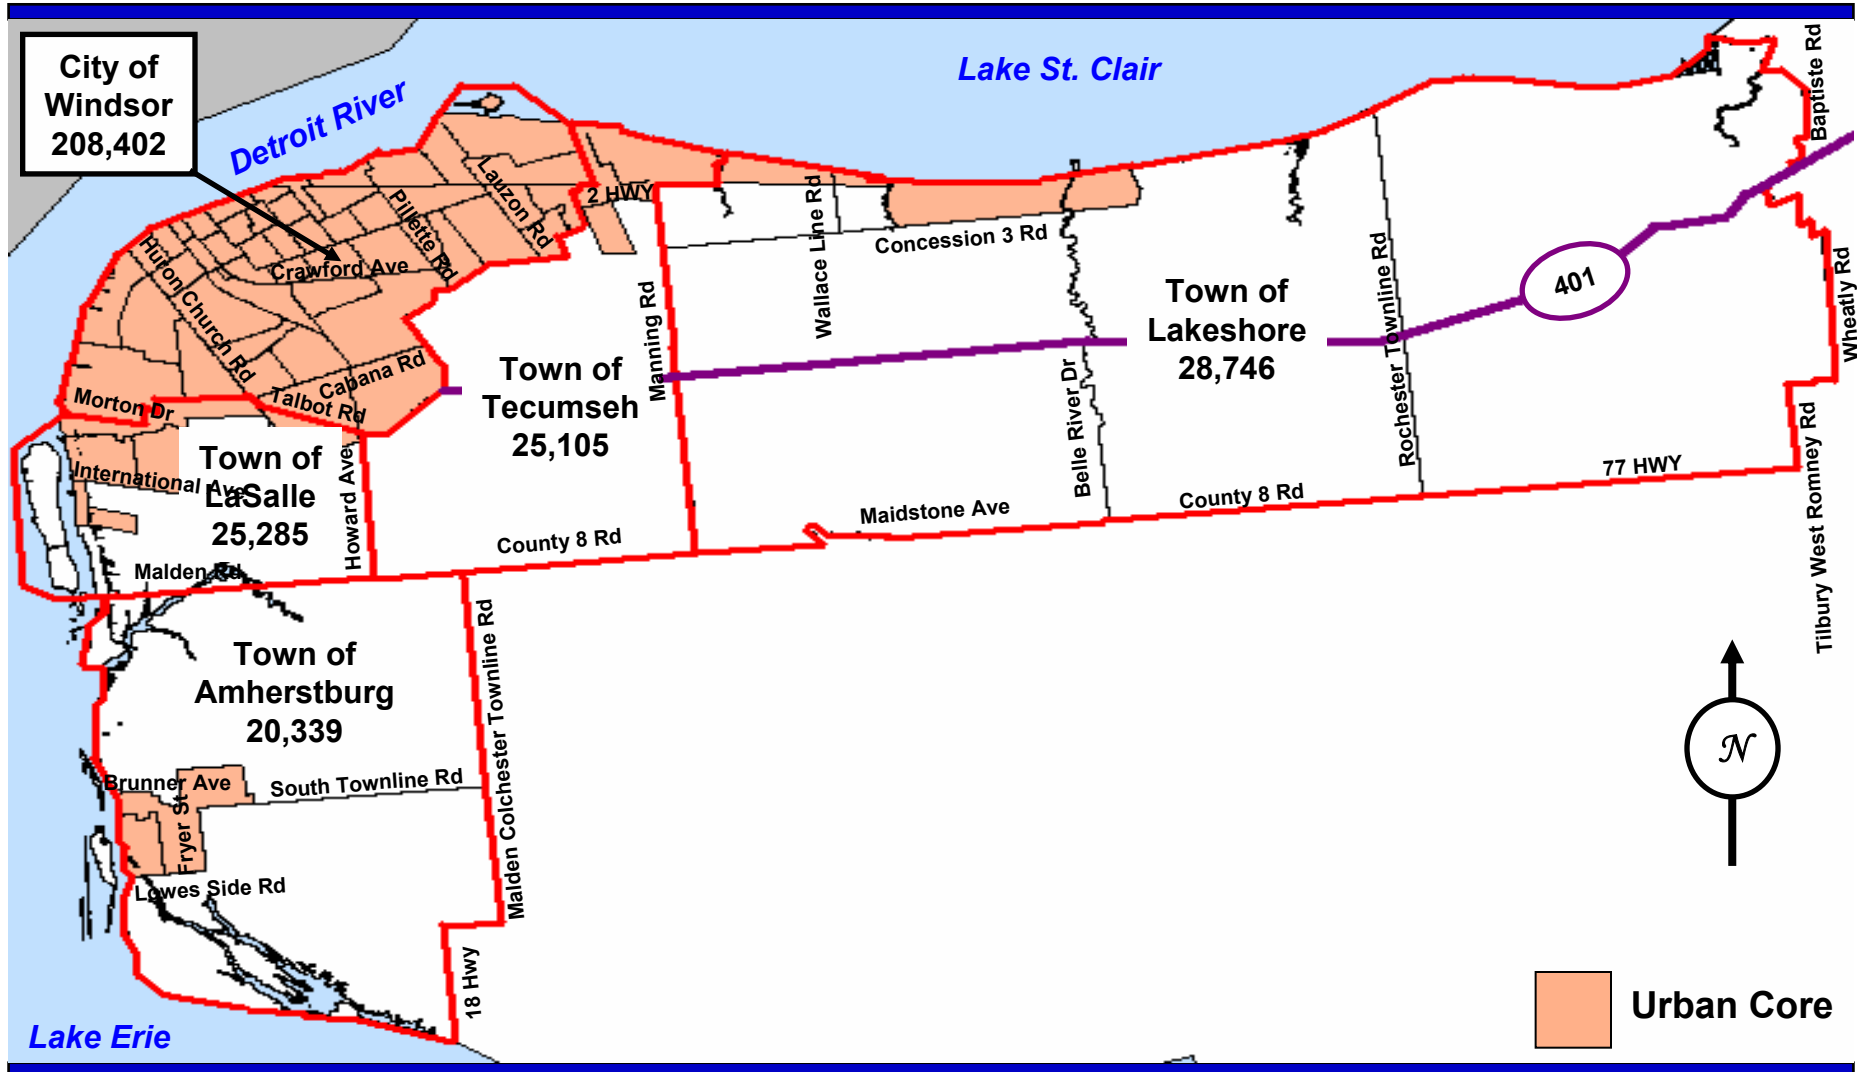 City of
Windsor
208,402
Detroit River
Lake St. Clair
Baptiste Rd
Lauzon Rd
2 HWY
Pillette Rd
Huron Church Rd
Crawford Ave
Wallace Line Rd
Concession 3 Rd
Manning Rd
Town of
Lakeshore
28,746
Rochester Townline Rd
401
Wheatly Rd
Cabana Rd
Talbot Rd
Morton Dr
Town of
Tecumseh
25,105
Belle River Dr
Town of
LaSalle
25,285
International Ave
Howard Ave
Malden Rd
County 8 Rd
Maidstone Ave
County 8 Rd
77 HWY
Tilbury West Romney Rd
Town of
Amherstburg
20,339
Malden Colchester Townline Rd
Brunner Ave
South Townline Rd
Fryer St
Lowes Side Rd
18 Hwy
N
Urban Core
Lake Erie